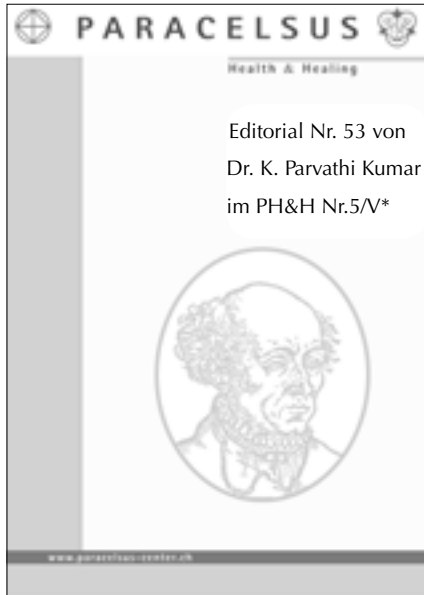 PARACELSUS
Health & Healing
Editorial Nr. 53 von
Dr. K. Parvathi Kumar
im PH&H Nr.5/V*
www.paracelsus-center.ch